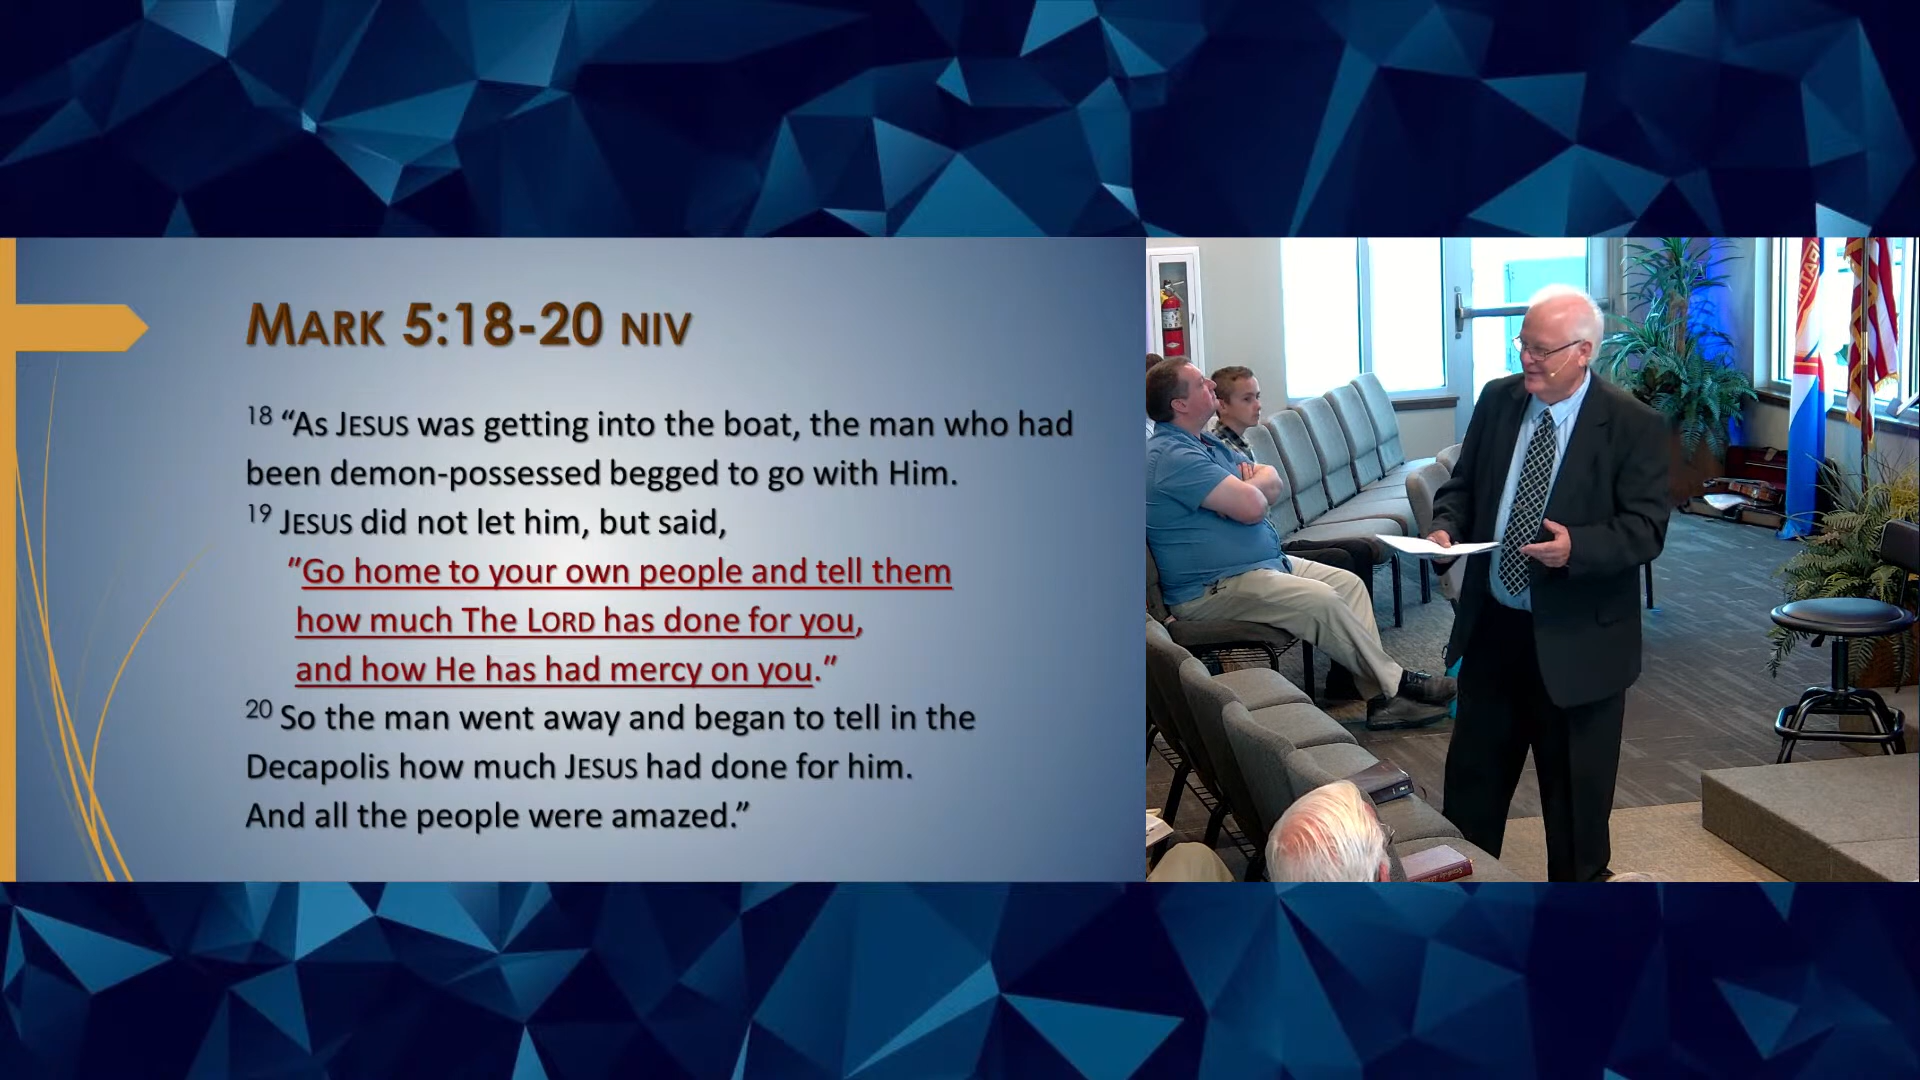 MARK 5:18-20 NIV
18 “As JESUS was getting into the boat, the man who had
been demon-possessed begged to go with Him.
19 JESUS did not let him, but said,
“Go home to your own people and tell them
how much The LORD has done for you,
and how He has had mercy on you.”
20 So the man went away and began to tell in the
Decapolis how much JESUS had done for him.
And all the people were amazed.”